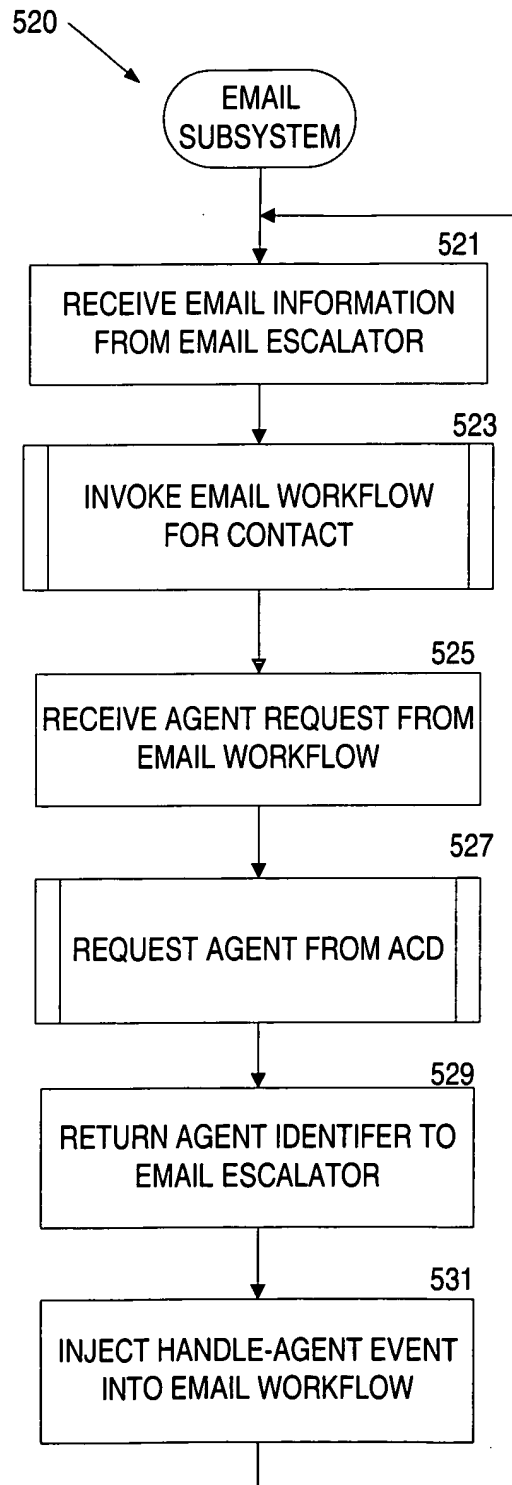 520
EMAIL
SUBSYSTEM
521
RECEIVE EMAIL INFORMATION
FROM EMAIL ESCALATOR
523
INVOKE EMAIL WORKFLOW
FOR CONTACT
525
RECEIVE AGENT REQUEST FROM
EMAIL WORKFLOW
527
REQUEST AGENT FROM ACD
529
RETURN AGENT IDENTIFER TO
EMAIL ESCALATOR
531
INJECT HANDLE-AGENT EVENT
INTO EMAIL WORKFLOW